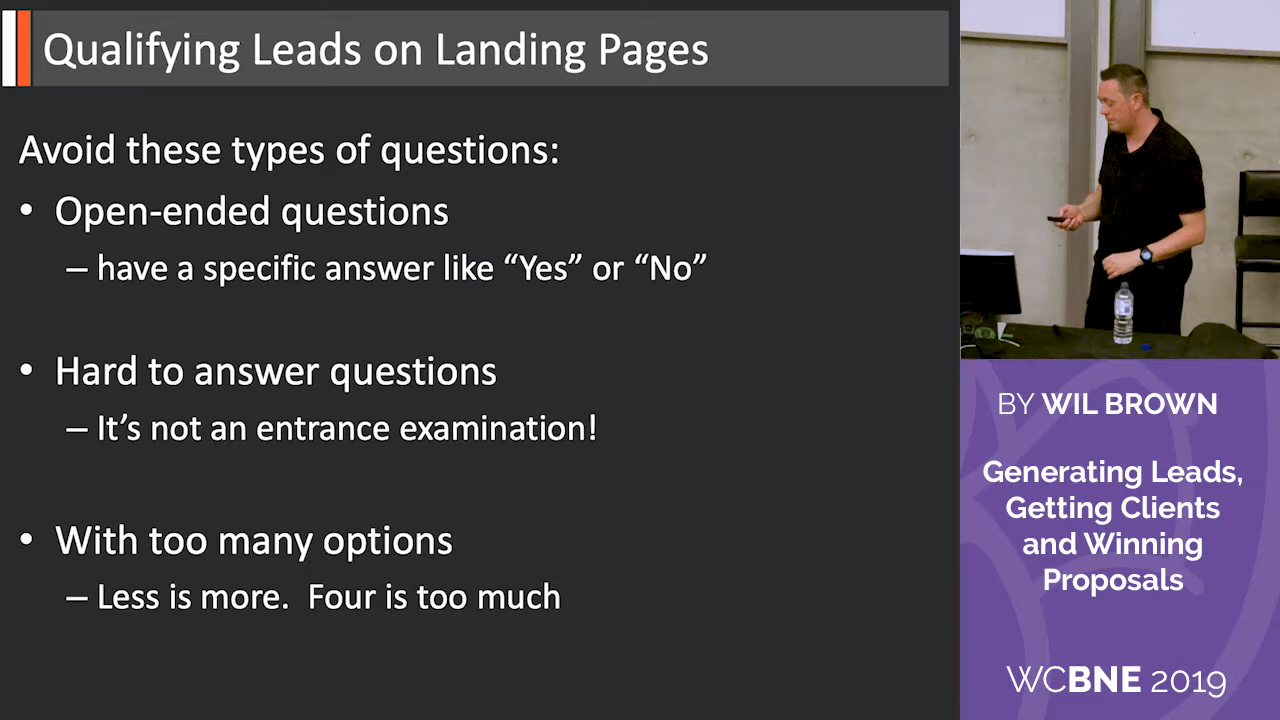 Qualifying Leads on Landing Pages
Avoid these types of questions:
• Open-ended questions
– have a specific answer like “Yes” or “No”
• Hard to answer questions
– It’s not an entrance examination!
• With too many options
– Less is more. Four is too much
BY WIL BROWN
Generating Leads,
Getting Clients
and Winning
Proposals
WCBNE 2019